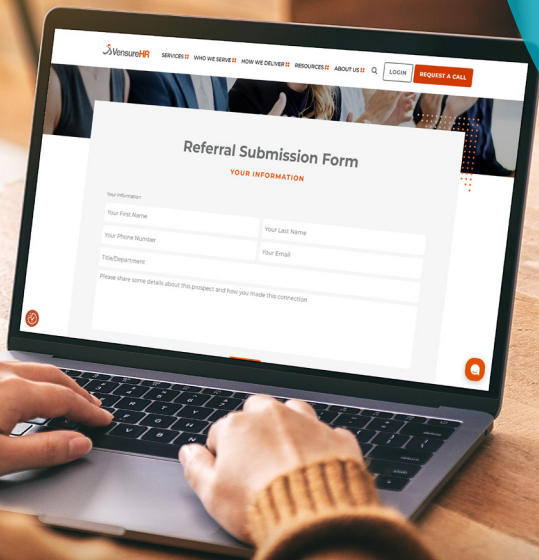 VensureHR
SERVICES WHO WE SERVE HOW WE DELIVER RESOURCES ABOUT US LOGIN REQUEST A CALL
Referral Submission Form
YOUR INFORMATION
Your Information
Your First Name Your Last Name
Your Phone Number Your Email
Title/Department
Please share some details about this prospect and how you made this connection
shift